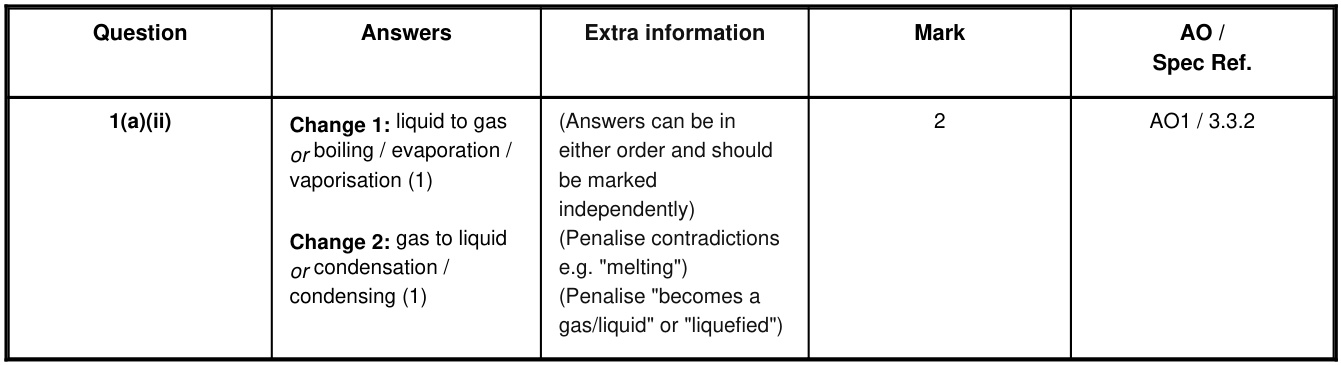 Question
Answers
Extra information
Mark
AO /
Spec Ref.
1(a)(ii)
Change 1: liquid to gas
or boiling / evaporation /
vaporisation (1)
Change 2: gas to liquid
or condensation /
condensing (1)
(Answers can be in
either order and should
be marked
independently)
(Penalise contradictions
e.g. "melting")
(Penalise "becomes a
gas/liquid" or "liquefied")
2
AO1 / 3.3.2